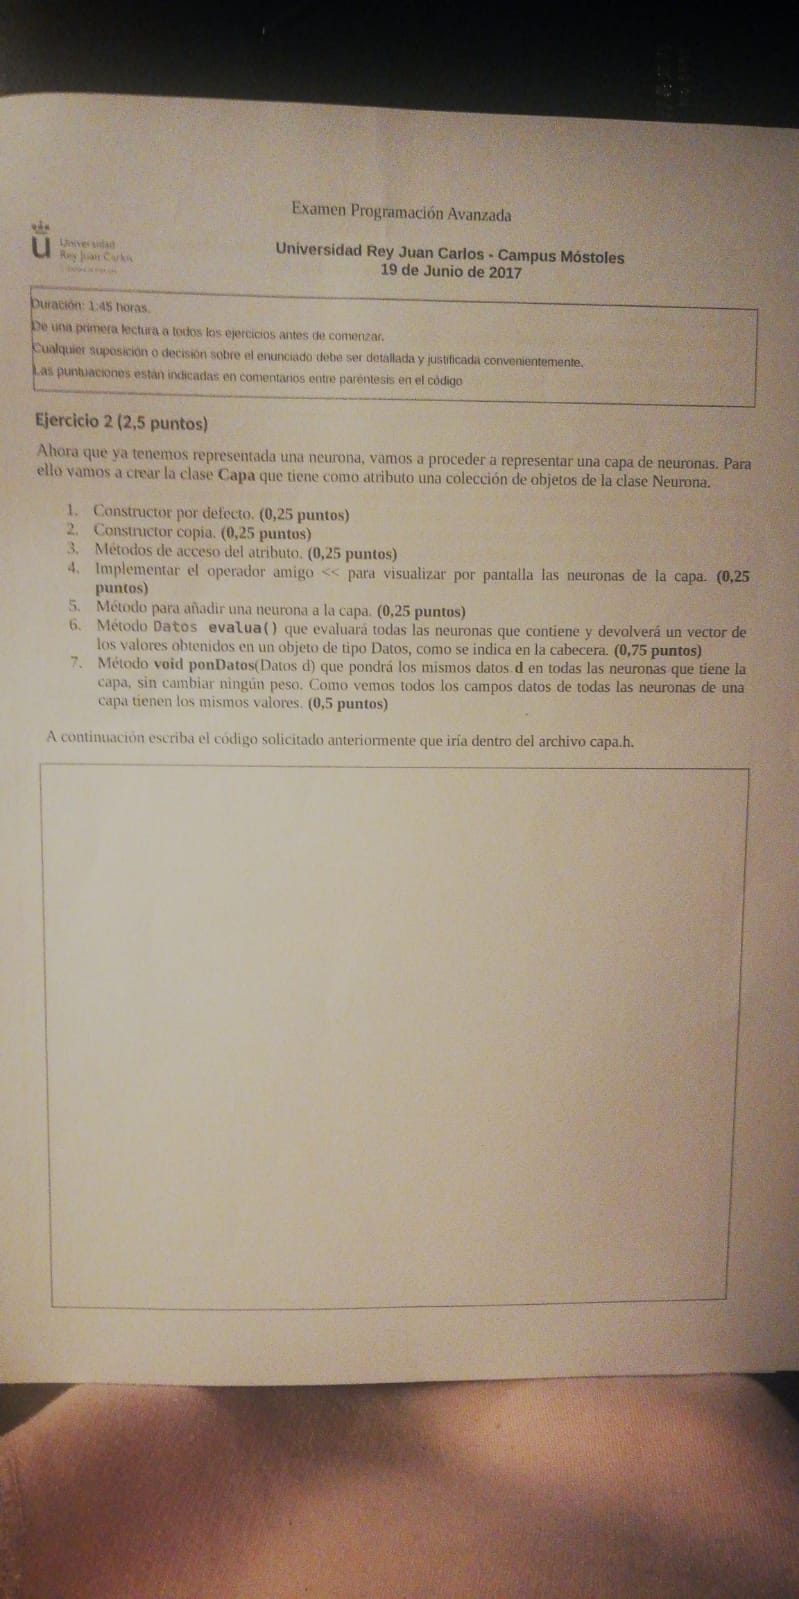 Examen Programación Avanzada
Universidad
Rey Juan Carlos
Universidad Rey Juan Carlos - Campus Móstoles
19 de Junio de 2017
Duración: 1:45 horas.
De una primera lectura a todos los ejercicios antes de comenzar.
Cualquier suposición o decisión sobre el enunciado debe ser detallada y justificada convenientemente.
Las puntuaciones están indicadas en comentarios entre paréntesis en el código
Ejercicio 2 (2,5 puntos)
Ahora que ya tenemos representada una neurona, vamos a proceder a representar una capa de neuronas. Para
ello vamos a crear la clase Capa que tiene como atributo una colección de objetos de la clase Neurona.
1. Constructor por defecto. (0,25 puntos)
2. Constructor copia. (0,25 puntos)
3. Métodos de acceso del atributo. (0,25 puntos)
4. Implementar el operador amigo << para visualizar por pantalla las neuronas de la capa. (0,25
puntos)
5. Método para añadir una neurona a la capa. (0,25 puntos)
6. Método Datos evalua() que evaluará todas las neuronas que contiene y devolverá un vector de
los valores obtenidos en un objeto de tipo Datos, como se indica en la cabecera. (0,75 puntos)
7. Método void ponDatos(Datos d) que pondrá los mismos datos d en todas las neuronas que tiene la
capa, sin cambiar ningún peso. Como vemos todos los campos datos de todas las neuronas de una
capa tienen los mismos valores. (0,5 puntos)
A continuación escriba el código solicitado anteriormente que iría dentro del archivo capa.h.